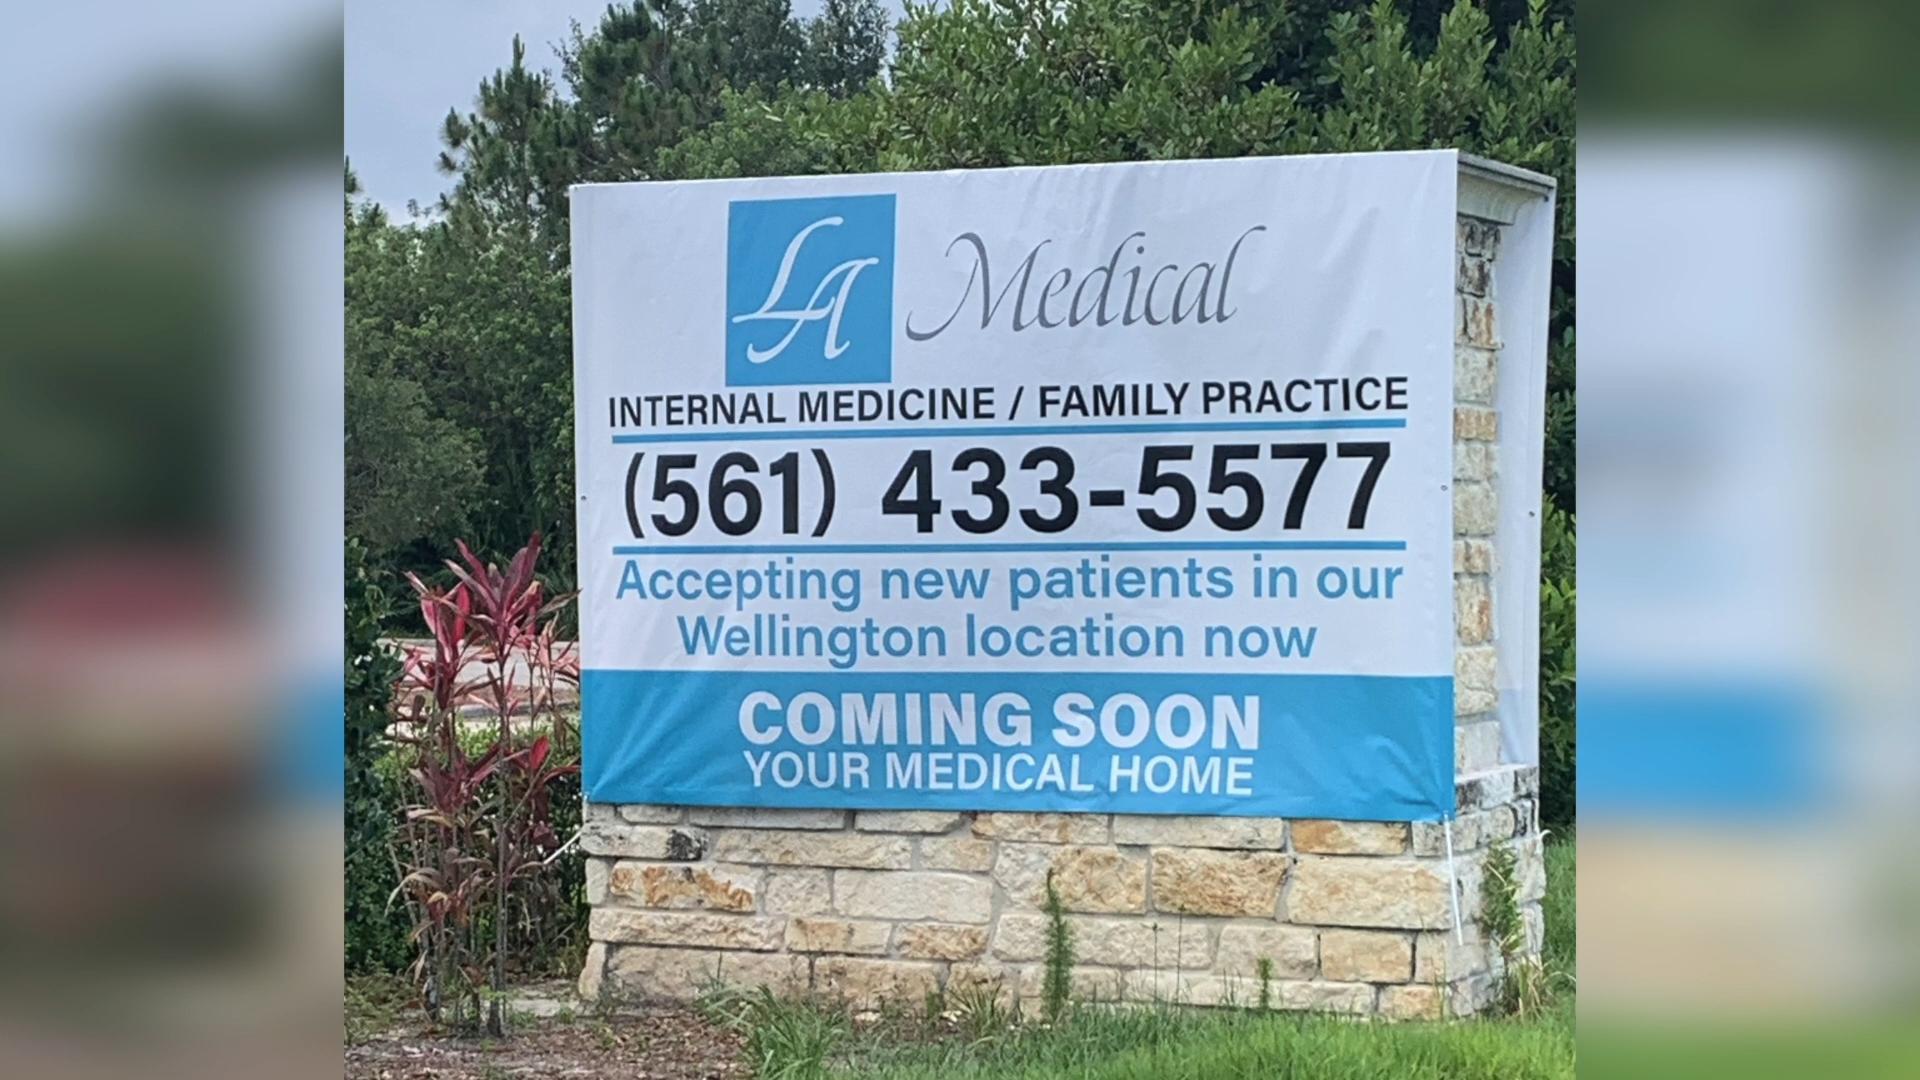 LA Medical
INTERNAL MEDICINE / FAMILY PRACTICE
(561) 433-5577
Accepting new patients in our
Wellington location now
COMING SOON
YOUR MEDICAL HOME